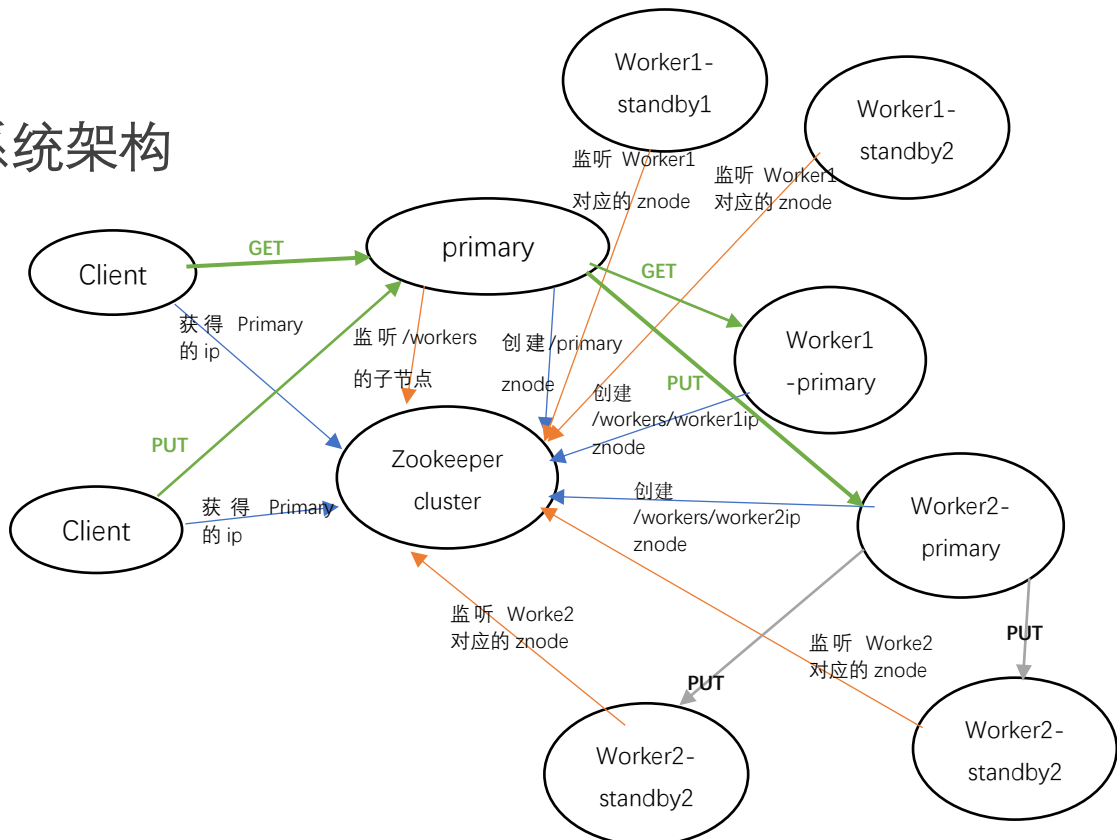 系统架构
Worker1-
standby1
Worker1-
standby2
监听 Worker1
对应的 znode
监听 Worker1
对应的 znode
Client
GET
primary
GET
获得 Primary
的 ip
监听/workers
的子节点
创建/primary
znode
Worker1
-primary
PUT
创建
/workers/worker1ip
znode
PUT
Zookeeper
cluster
Client
获得 Primary
的 ip
创建
/workers/worker2ip
znode
Worker2-
primary
监听 Worke2
对应的 znode
监听 Worke2
对应的 znode
PUT
PUT
Worker2-
standby2
Worker2-
standby2